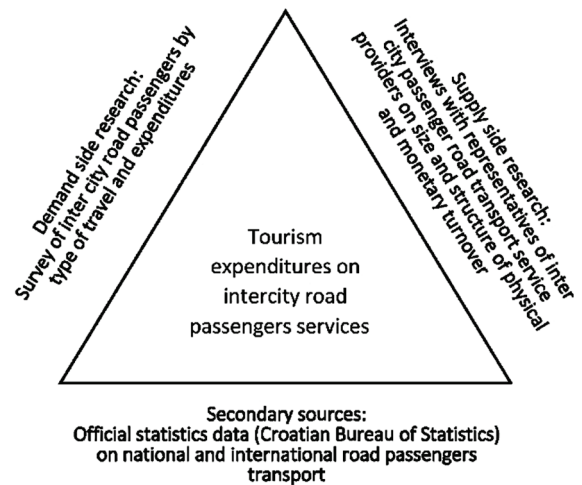 Demand side research:
Survey of inter city road passengers by
type of travel and expenditures
Supply side research:
Interviews with representatives of inter
city passenger road transport service
providers on size and structure of physical
and monetary turnover
Tourism
expenditures on
intercity road
passengers services
Secondary sources:
Official statistics data (Croatian Bureau of Statistics)
on national and international road passengers
transport